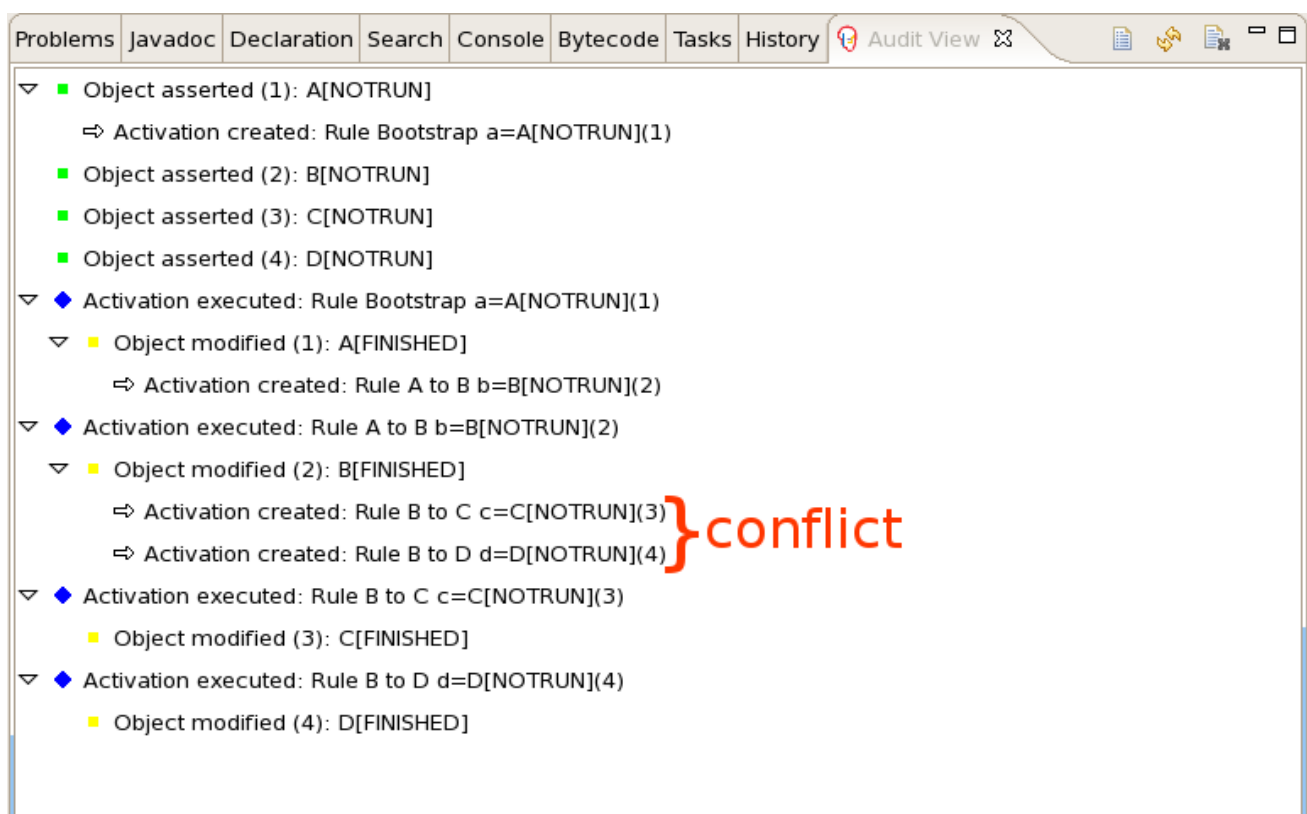 Problems Javadoc Declaration Search Console Bytecode Tasks History Audit View
Object asserted (1): A[NOTRUN]
Activation created: Rule Bootstrap a=A[NOTRUN](1)
Object asserted (2): B[NOTRUN]
Object asserted (3): C[NOTRUN]
Object asserted (4): D[NOTRUN]
Activation executed: Rule Bootstrap a=A[NOTRUN](1)
Object modified (1): A[FINISHED]
Activation created: Rule A to B b=B[NOTRUN](2)
Activation executed: Rule A to B b=B[NOTRUN](2)
Object modified (2): B[FINISHED]
Activation created: Rule B to C c=C[NOTRUN](3)
Activation created: Rule B to D d=D[NOTRUN](4)
} conflict
Activation executed: Rule B to C c=C[NOTRUN](3)
Object modified (3): C[FINISHED]
Activation executed: Rule B to D d=D[NOTRUN](4)
Object modified (4): D[FINISHED]